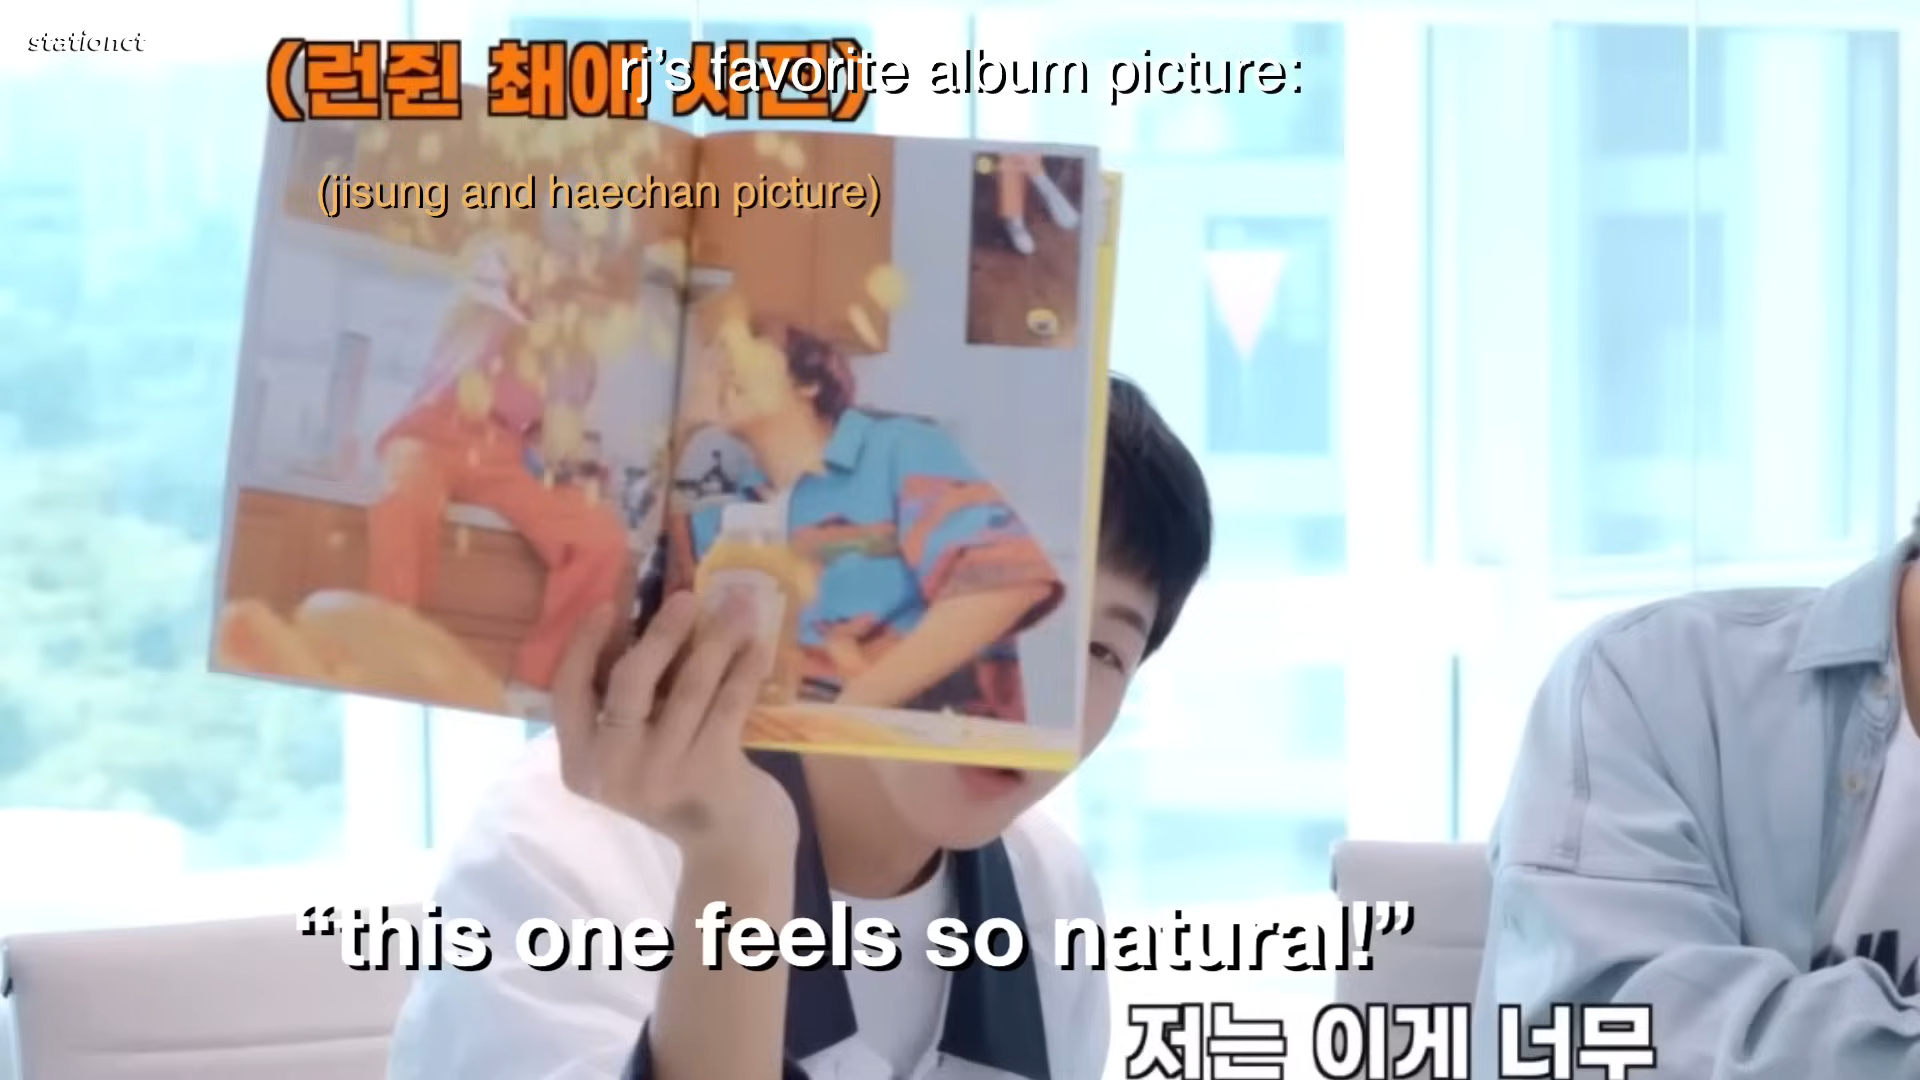 stationct
(런쥔 최애 사진)
rj's favorite album picture:
(jisung and haechan picture)
“this one feels so natural!”
저는 이게 너무